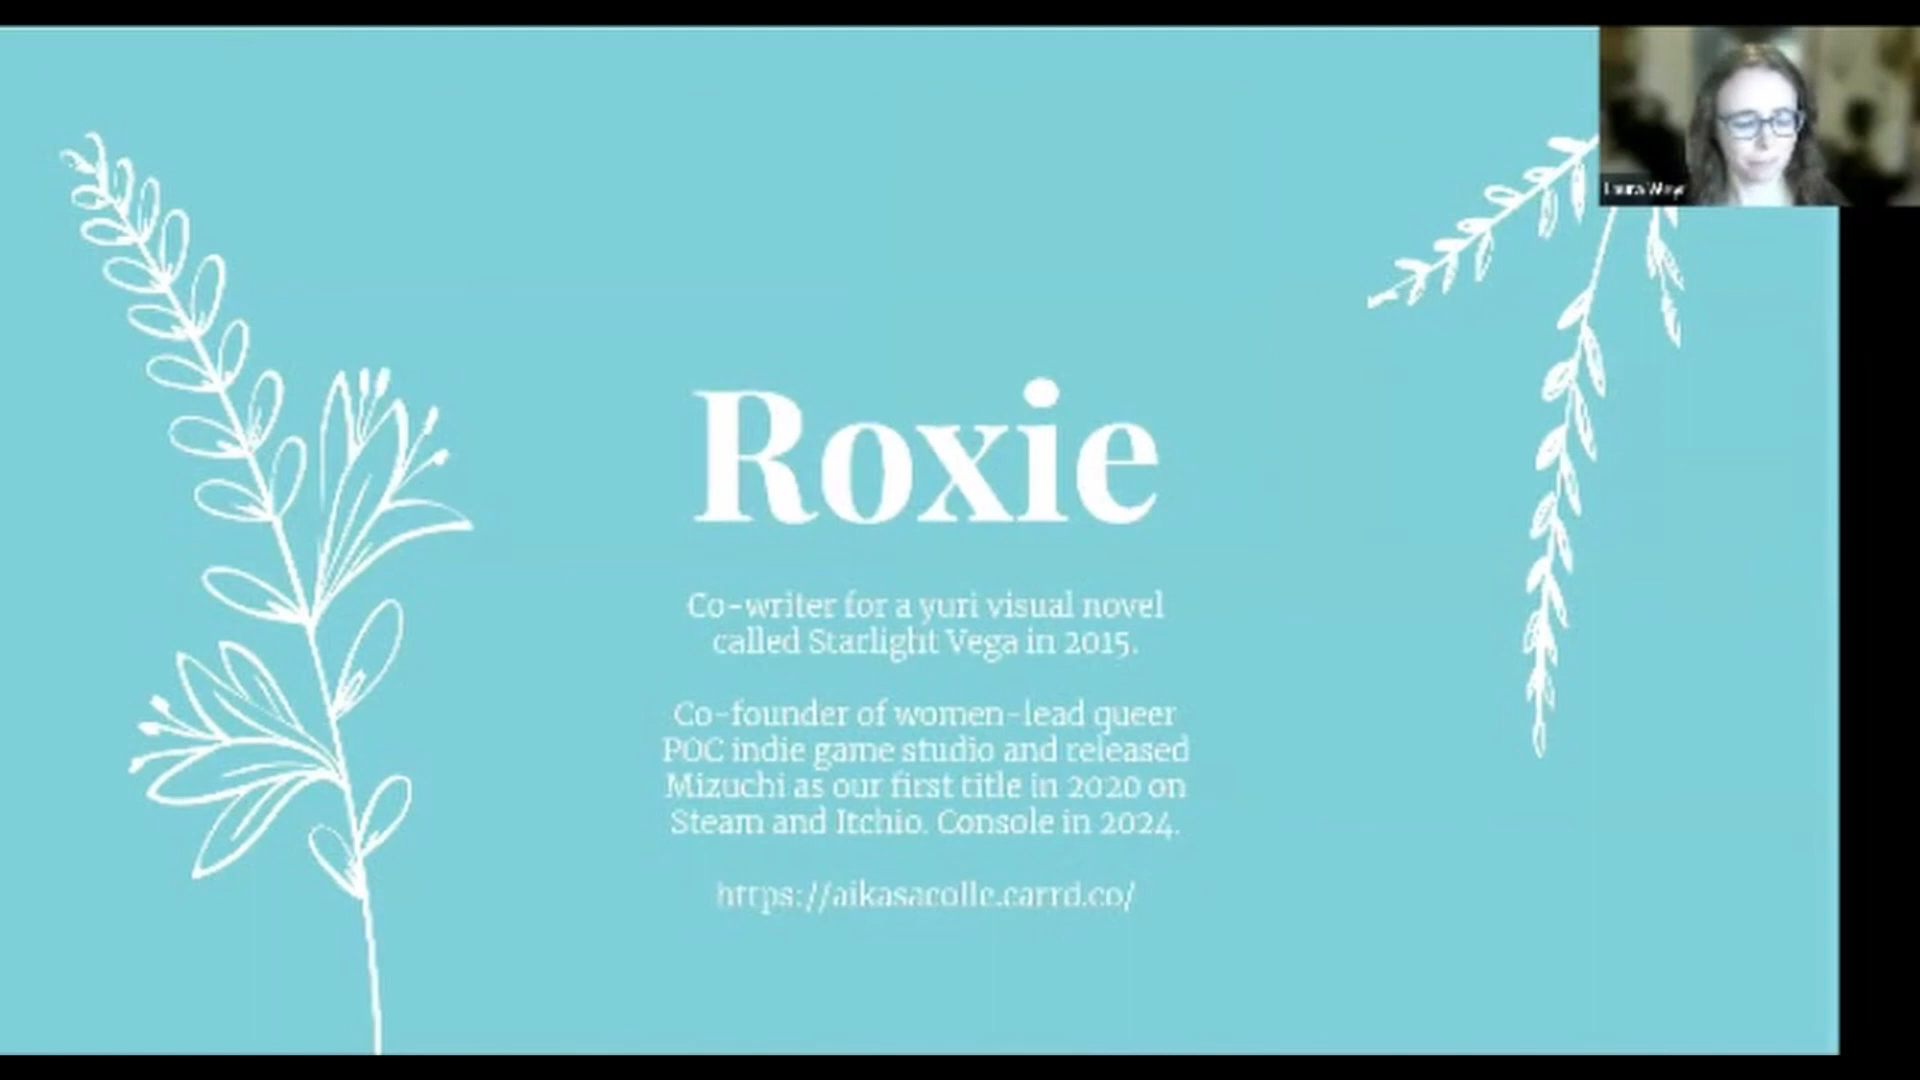 Roxie
Co-writer for a yuri visual novel
called Starlight Vega in 2015.
Co-founder of women-lead queer
POC indie game studio and released
Mizuchi as our first title in 2020 on
Steam and Itchio. Console in 2024.
https://aikasacolle.carrd.co/
Laura